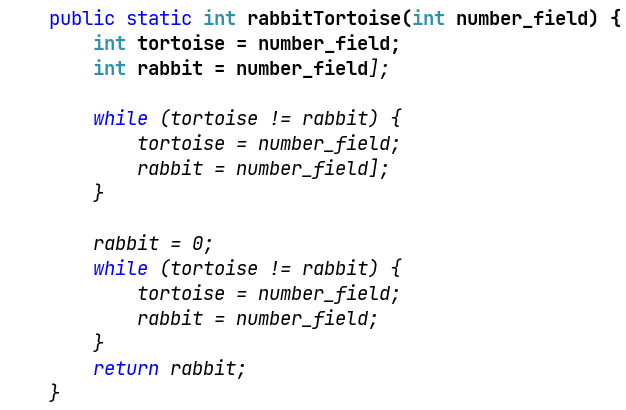 public static int rabbitTortoise(int number_field) {
int tortoise = number_field;
int rabbit = number_field];
while (tortoise != rabbit) {
tortoise = number_field;
rabbit = number_field];
}
rabbit = 0;
while (tortoise != rabbit) {
tortoise = number_field;
rabbit = number_field;
}
return rabbit;
}